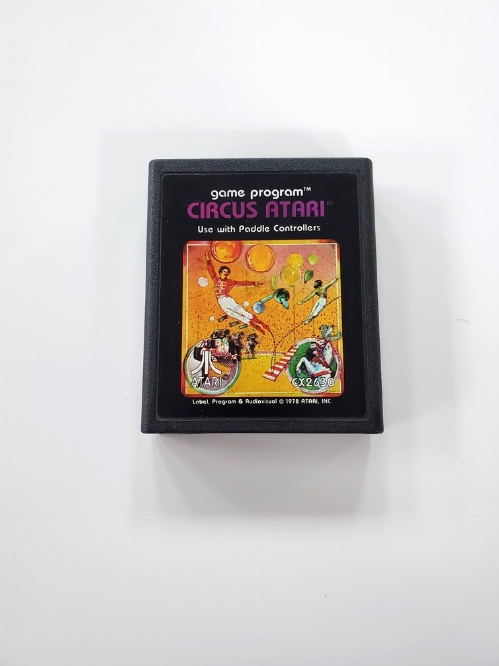 game program™
CIRCUS ATARI™
Use with Paddle Controllers
ATARI®
CX2630
Label, Program & Audiovisual © 1978 ATARI, INC.